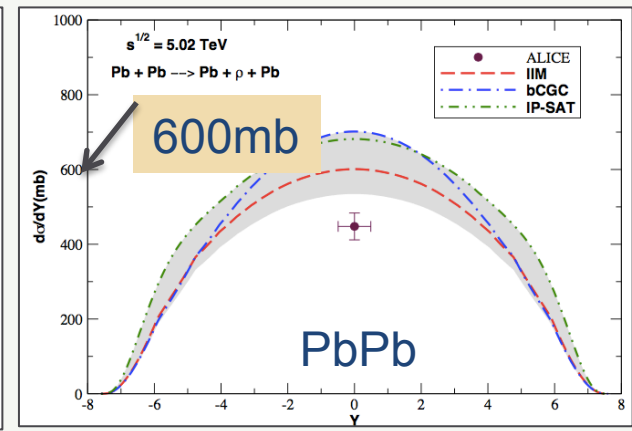 1000
s^1/2 = 5.02 TeV
Pb + Pb --> Pb + ρ + Pb
ALICE
IIM
bCGC
IP-SAT
800
600mb
600
dσ/dY(mb)
400
200
PbPb
0
-8 -6 -4 -2 0 2 4 6 8
Y